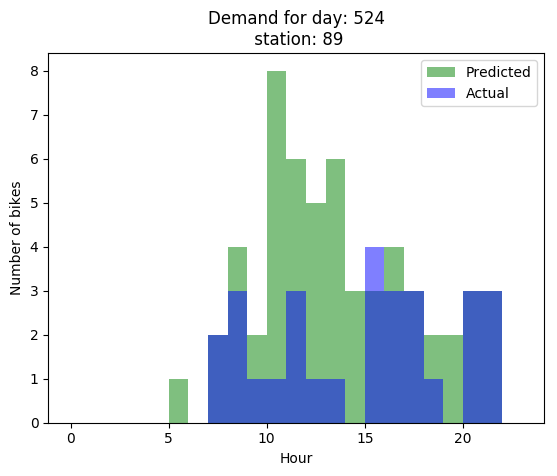 Demand for day: 524
station: 89
Predicted
Actual
8
7
6
5
4
3
2
1
0
Number of bikes
0 5 10 15 20
Hour